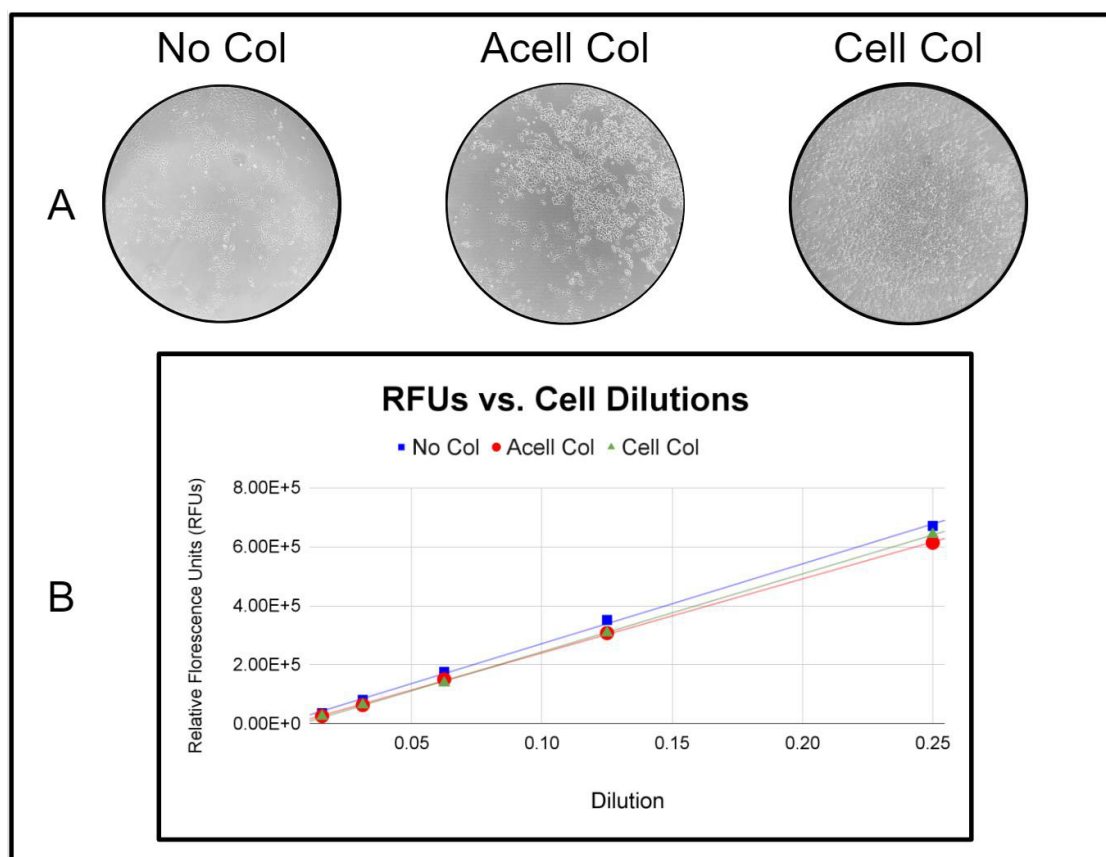 No Col Acell Col Cell Col
A
RFUs vs. Cell Dilutions
No Col Acell Col Cell Col
Relative Florescence Units (RFUs)
8.00E+5
6.00E+5
4.00E+5
2.00E+5
0.00E+0
B
0.05 0.10 0.15 0.20 0.25
Dilution